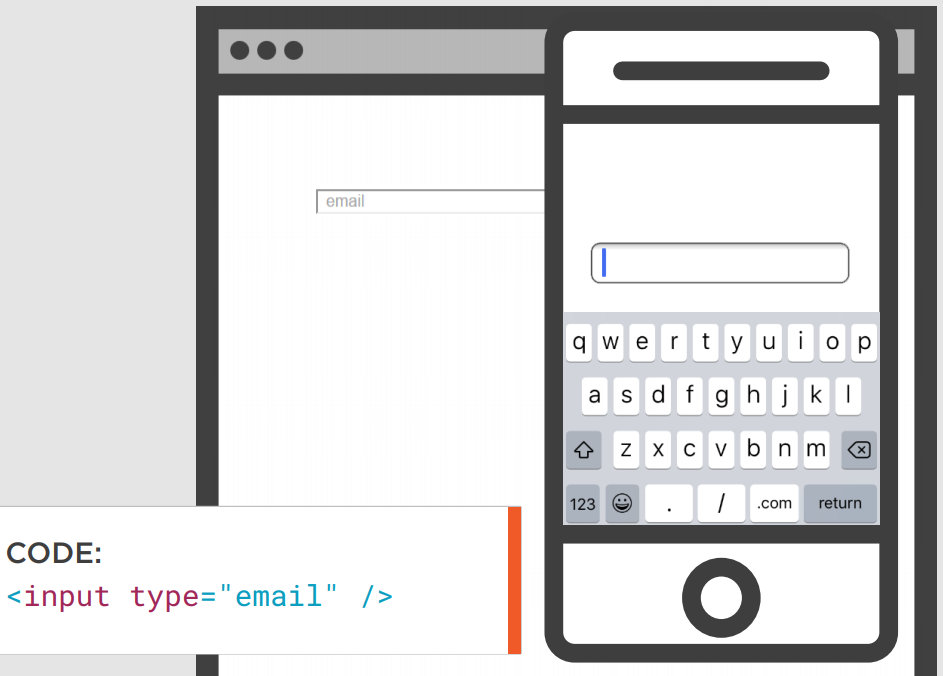 email
q w e r t y u i o p
a s d f g h j k l
z x c v b n m
123 . / .com return
CODE:
<input type="email" />